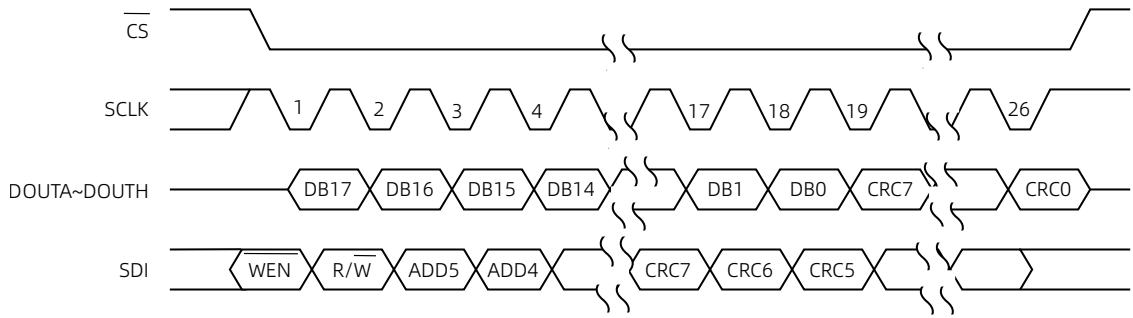 CS
SCLK 1 2 3 4 17 18 19 26
DOUTA~DOUTH DB17 DB16 DB15 DB14 DB1 DB0 CRC7 CRC0
SDI WEN R/W ADD5 ADD4 CRC7 CRC6 CRC5